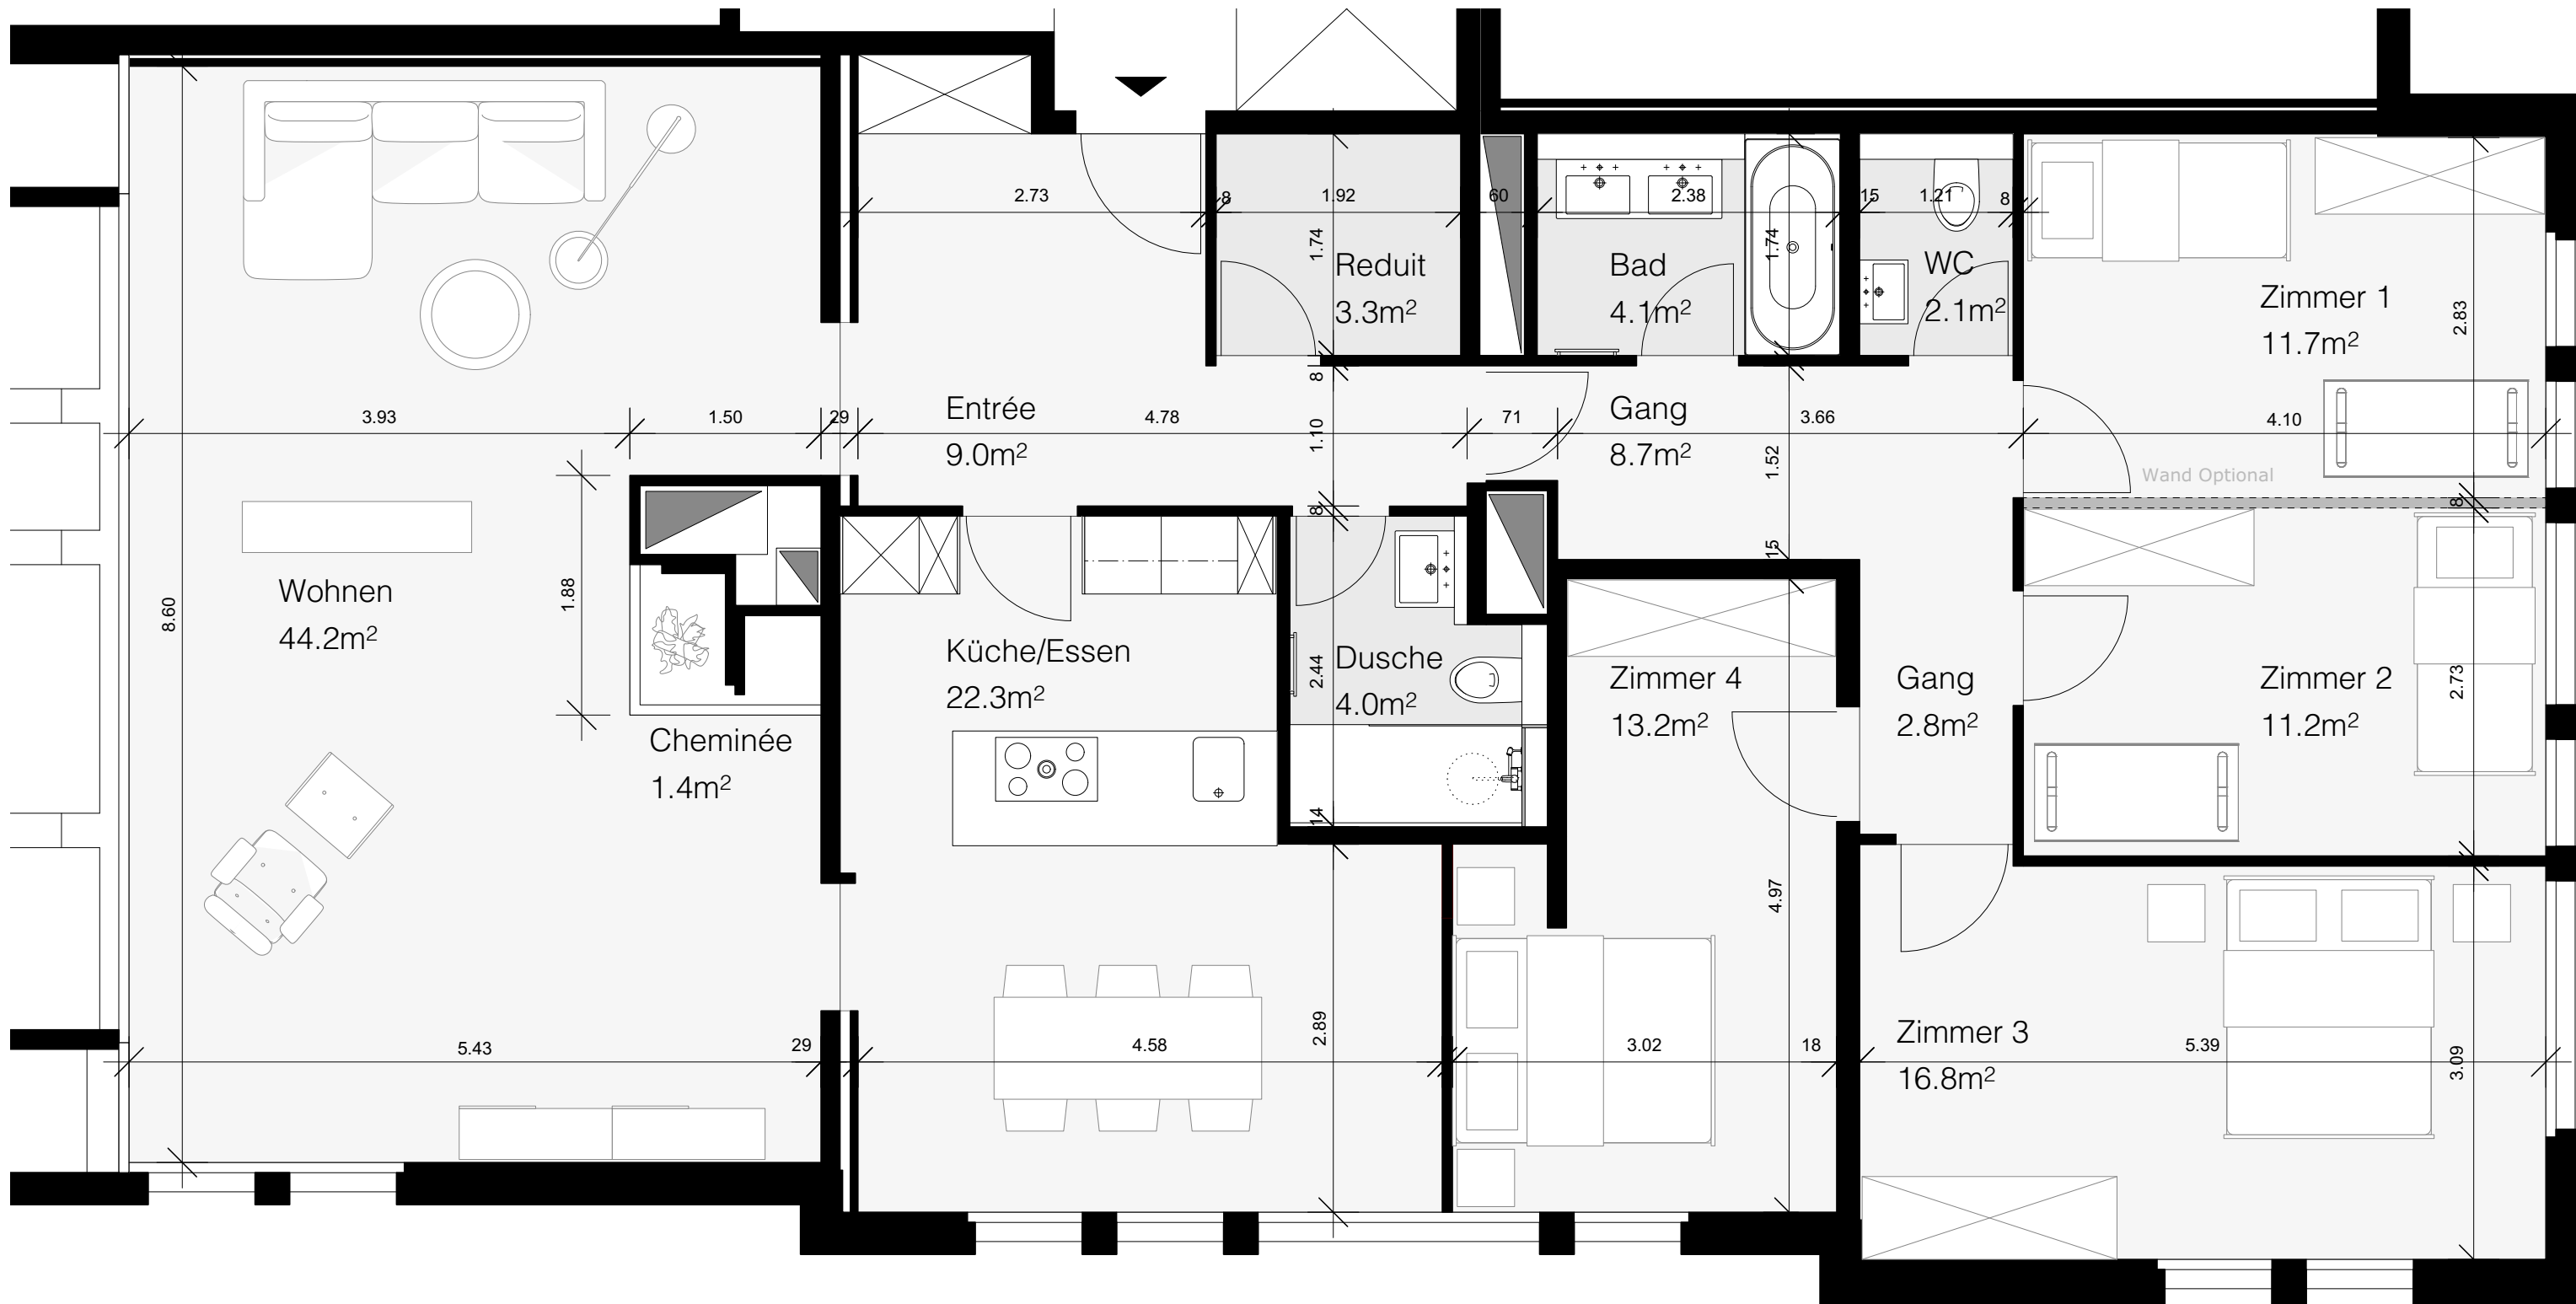 2.73
8
1.92
60
2.38
15
1.21
8
1.74
Reduit
3.3m²
Bad
4.1m²
1.74
WC
2.1m²
Zimmer 1
11.7m²
2.83
3.93
1.50
29
Entrée
9.0m²
4.78
8
1.10
8
71
Gang
8.7m²
3.66
1.52
15
4.10
Wand Optional
8
8.60
Wohnen
44.2m²
1.88
Cheminée
1.4m²
Küche/Essen
22.3m²
2.44
Dusche
4.0m²
14
Zimmer 4
13.2m²
4.97
Gang
2.8m²
Zimmer 2
11.2m²
2.73
5.43
29
4.58
2.89
3.02
18
Zimmer 3
16.8m²
5.39
3.09